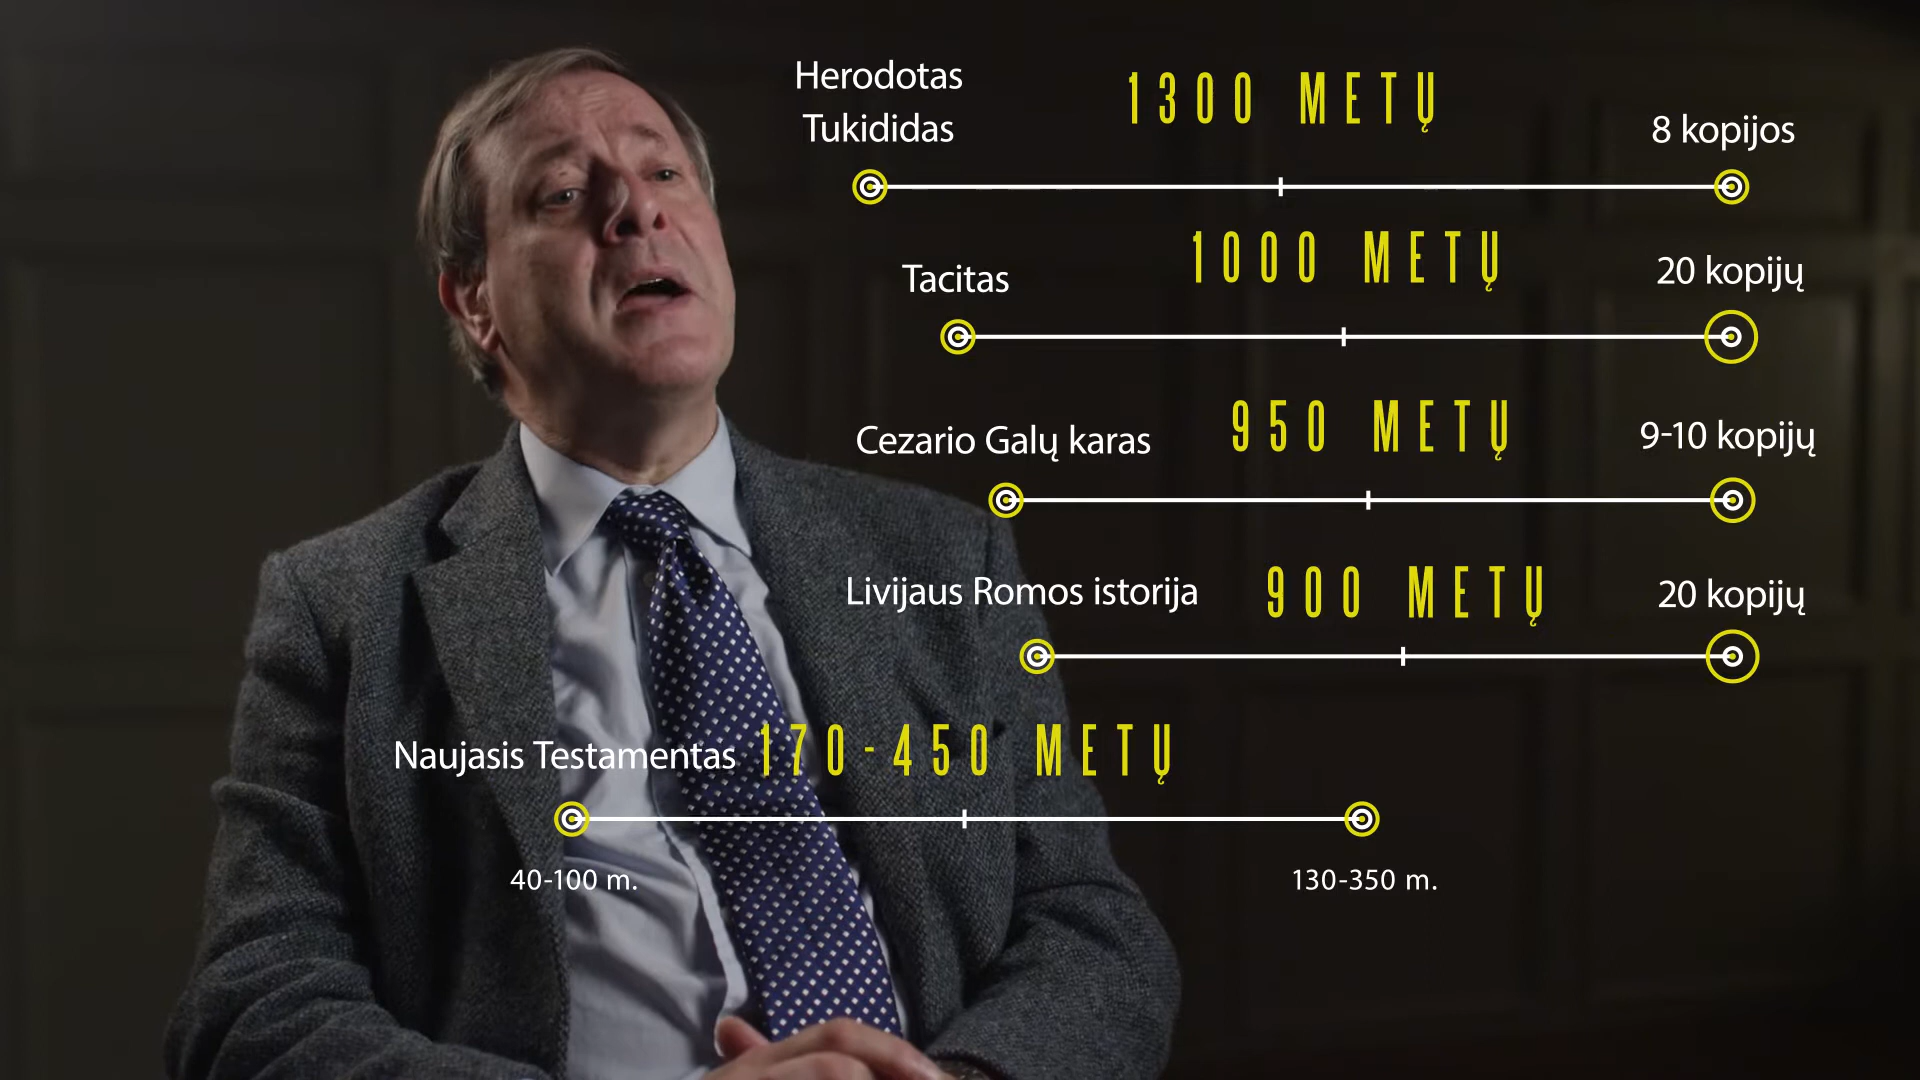 Herodotas
Tukididas
1300 METŲ
8 kopijos
Tacitas
1000 METŲ
20 kopijų
Cezario Galų karas
950 METŲ
9-10 kopijų
Livijaus Romos istorija
900 METŲ
20 kopijų
Naujasis Testamentas
170-450 METŲ
40-100 m.
130-350 m.